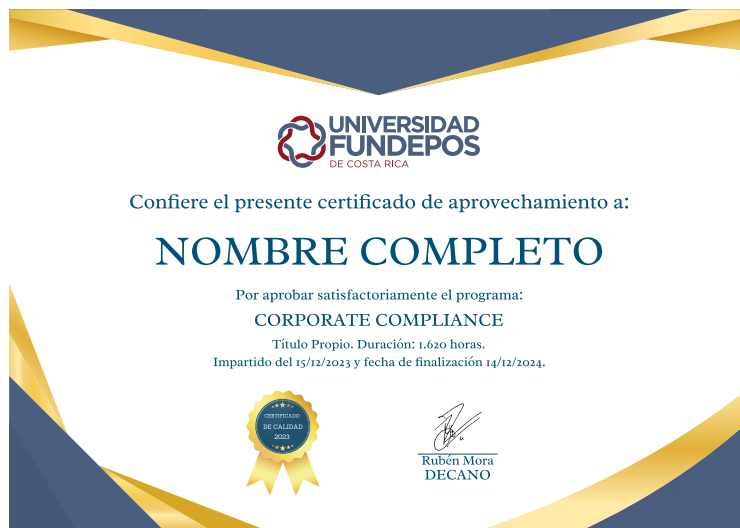 UNIVERSIDAD
FUNDEPOS
DE COSTA RICA
Confiere el presente certificado de aprovechamiento a:
NOMBRE COMPLETO
Por aprobar satisfactoriamente el programa:
CORPORATE COMPLIANCE
Título Propio. Duración: 1.620 horas.
Impartido del 15/12/2023 y fecha de finalización 14/12/2024.
CERTIFICADO
DE CALIDAD
2023
Rubén Mora
DECANO